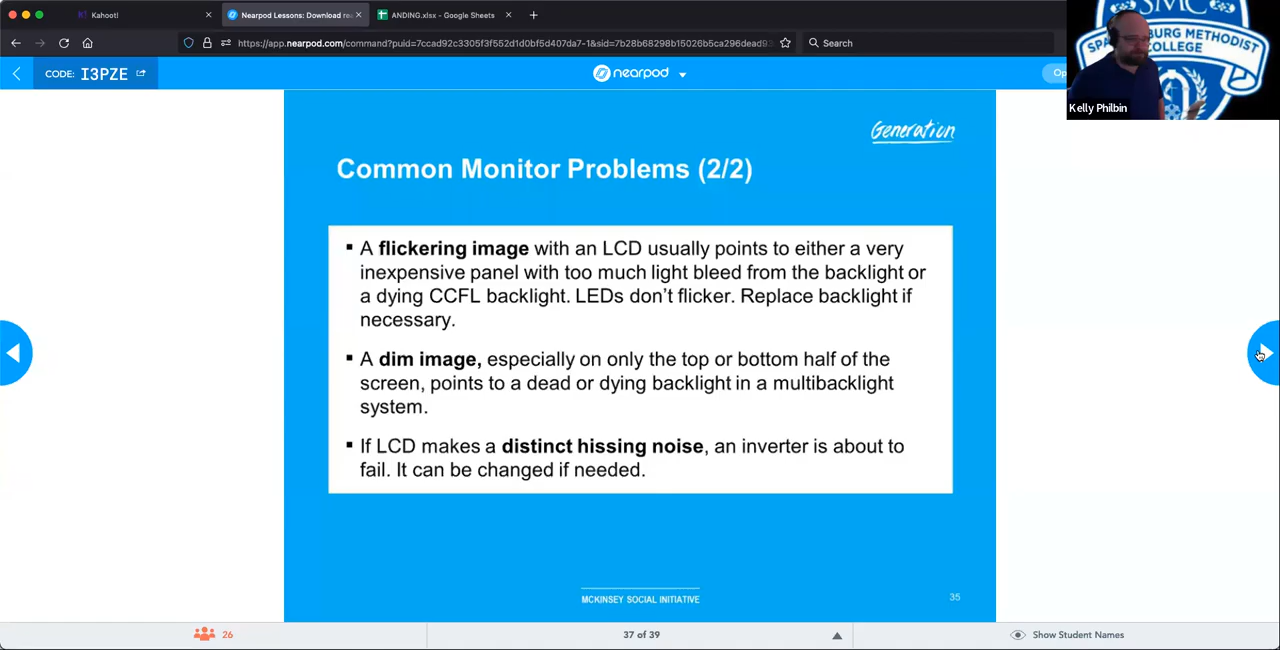 Kahoot!
Nearpod Lessons: Download re
ANDING.xlsx - Google Sheets
https://app.nearpod.com/command?puid=7ccad92c3305f3f552d1d0bf5d407da7-1&sid=7b28b68298b15026b5ca296dead93
Search
CODE: I3PZE
nearpod
Op
SMC
METHODIST
COLLEGE
Kelly Philbin
Generation
Common Monitor Problems (2/2)
▪ A flickering image with an LCD usually points to either a very
inexpensive panel with too much light bleed from the backlight or
a dying CCFL backlight. LEDs don't flicker. Replace backlight if
necessary.
▪ A dim image, especially on only the top or bottom half of the
screen, points to a dead or dying backlight in a multibacklight
system.
▪ If LCD makes a distinct hissing noise, an inverter is about to
fail. It can be changed if needed.
MCKINSEY SOCIAL INITIATIVE
35
26
37 of 39
Show Student Names